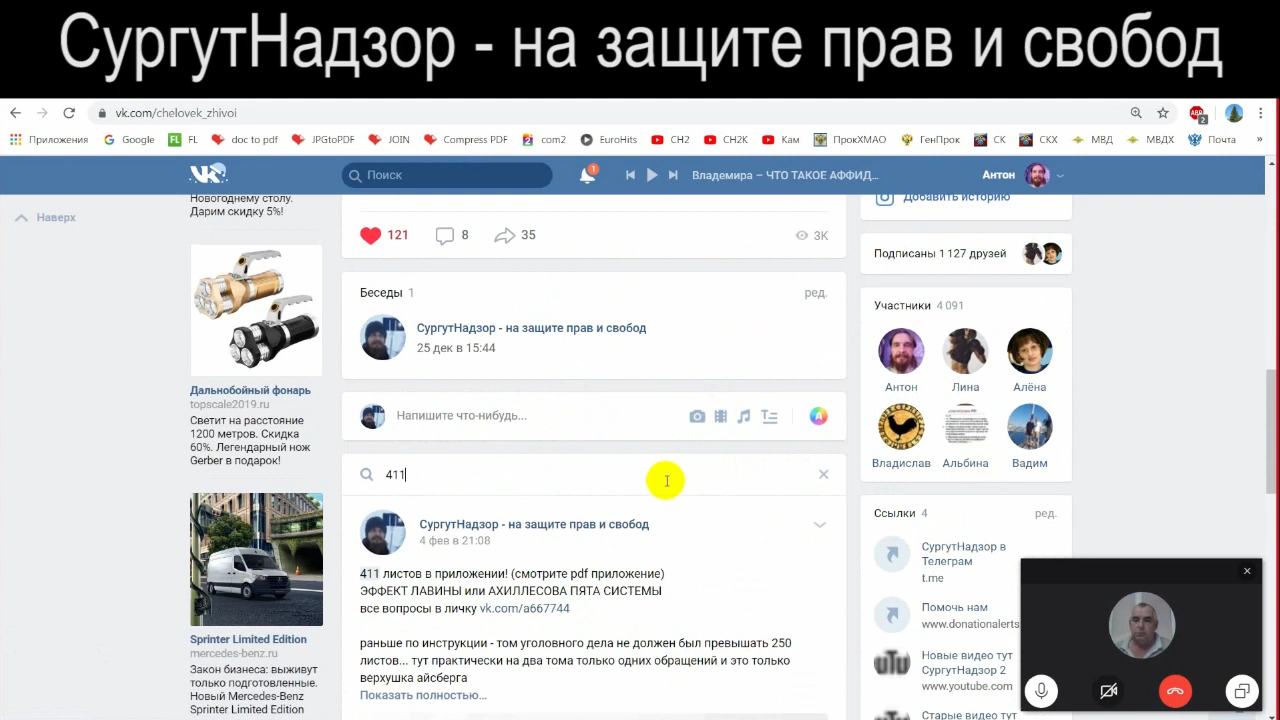 СургутНадзор - на защите прав и свобод
vk.com/chelovek_zhivoi
Приложения
Google
FL FL
doc to pdf
JPGtoPDF
JOIN
Compress PDF
2 com2
EuroHits
СН2
СН2К
Кам
ПрокХМАО
ГенПрок
СК
СКХ
МВД
МВДХ
Почта
»
ABP
2
Поиск
1
Владемира – ЧТО ТАКОЕ АФФИД...
Антон
Наверх
Новогоднему столу.
Дарим скидку 5%!
Дальнобойный фонарь
topscale2019.ru
Светит на расстояние
1200 метров. Скидка
60%. Легендарный нож
Gerber в подарок!
Sprinter Limited Edition
mercedes-benz.ru
Закон бизнеса: выживут
только подготовленные.
Новый Mercedes-Benz
Sprinter Limited Edition
121
8
35
3K
Беседы 1
ред.
СургутНадзор - на защите прав и свобод
25 дек в 15:44
Напишите что-нибудь...
411
СургутНадзор - на защите прав и свобод
4 фев в 21:08
411 листов в приложении! (смотрите pdf приложение)
ЭФФЕКТ ЛАВИНЫ или АХИЛЛЕСОВА ПЯТА СИСТЕМЫ
все вопросы в личку vk.com/a667744
раньше по инструкции - том уголовного дела не должен был превышать 250
листов... тут практически на два тома только одних обращений и это только
верхушка айсберга
Показать полностью...
Добавить историю
Подписаны 1 127 друзей
Участники 4 091
Антон
Лина
Алёна
Владислав
Альбина
Вадим
Ссылки 4
ред.
СургутНадзор в
Телеграм
t.me
Помочь нам
www.donationalerts
Новые видео тут
СургутНадзор 2
www.youtube.com
Старые видео тут